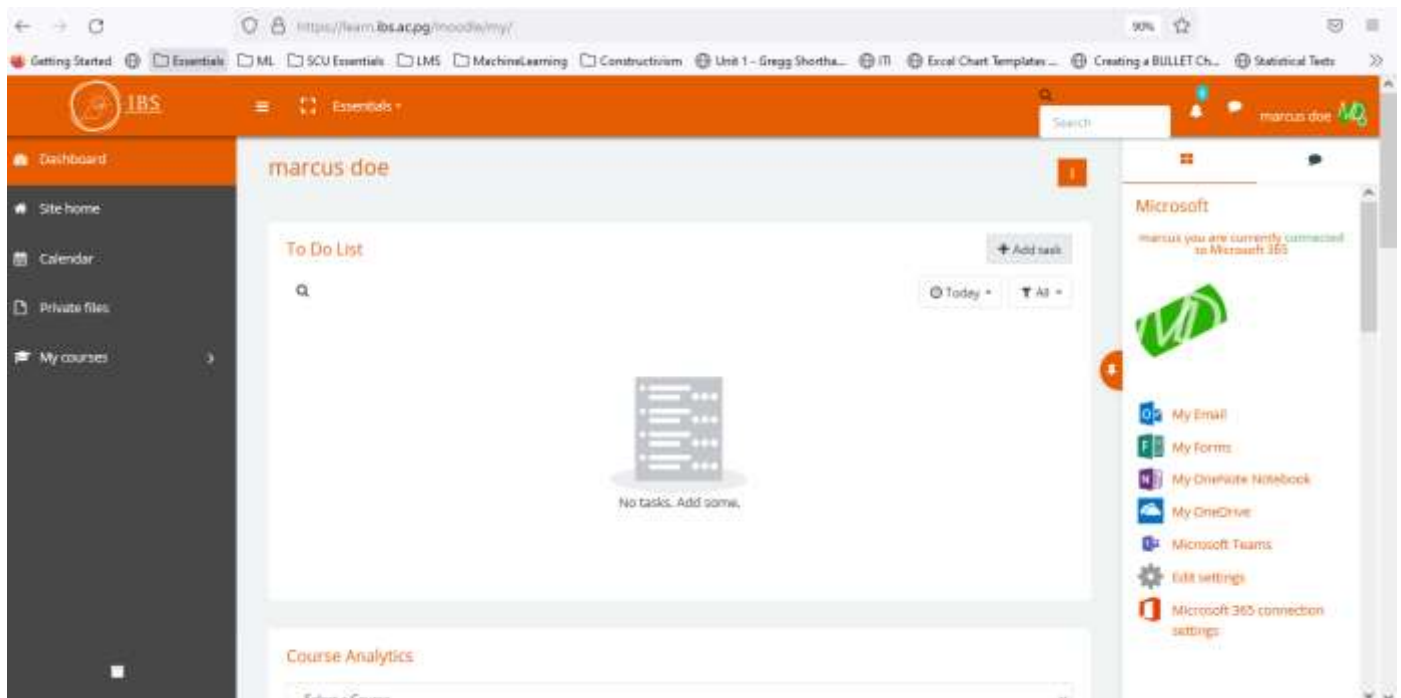 https://learn.ibs.ac.pg/moodle/my/
90%
Getting Started
Essentials
ML
SCU Essentials
LMS
MachineLearning
Constructivism
Unit 1 - Gregg Shortha...
ITI
Excel Chart Templates ...
Creating a BULLET Ch...
Statistical Tests
IBS
Essentials
Search
marcus doe
Dashboard
Site home
Calendar
Private files
My courses
marcus doe
To Do List
Add task
Today
All
No tasks. Add some.
Course Analytics
Microsoft
marcus you are currently connected
to Microsoft 365
My Email
My Forms
My OneNote Notebook
My OneDrive
Microsoft Teams
Edit settings
Microsoft 365 connection
settings